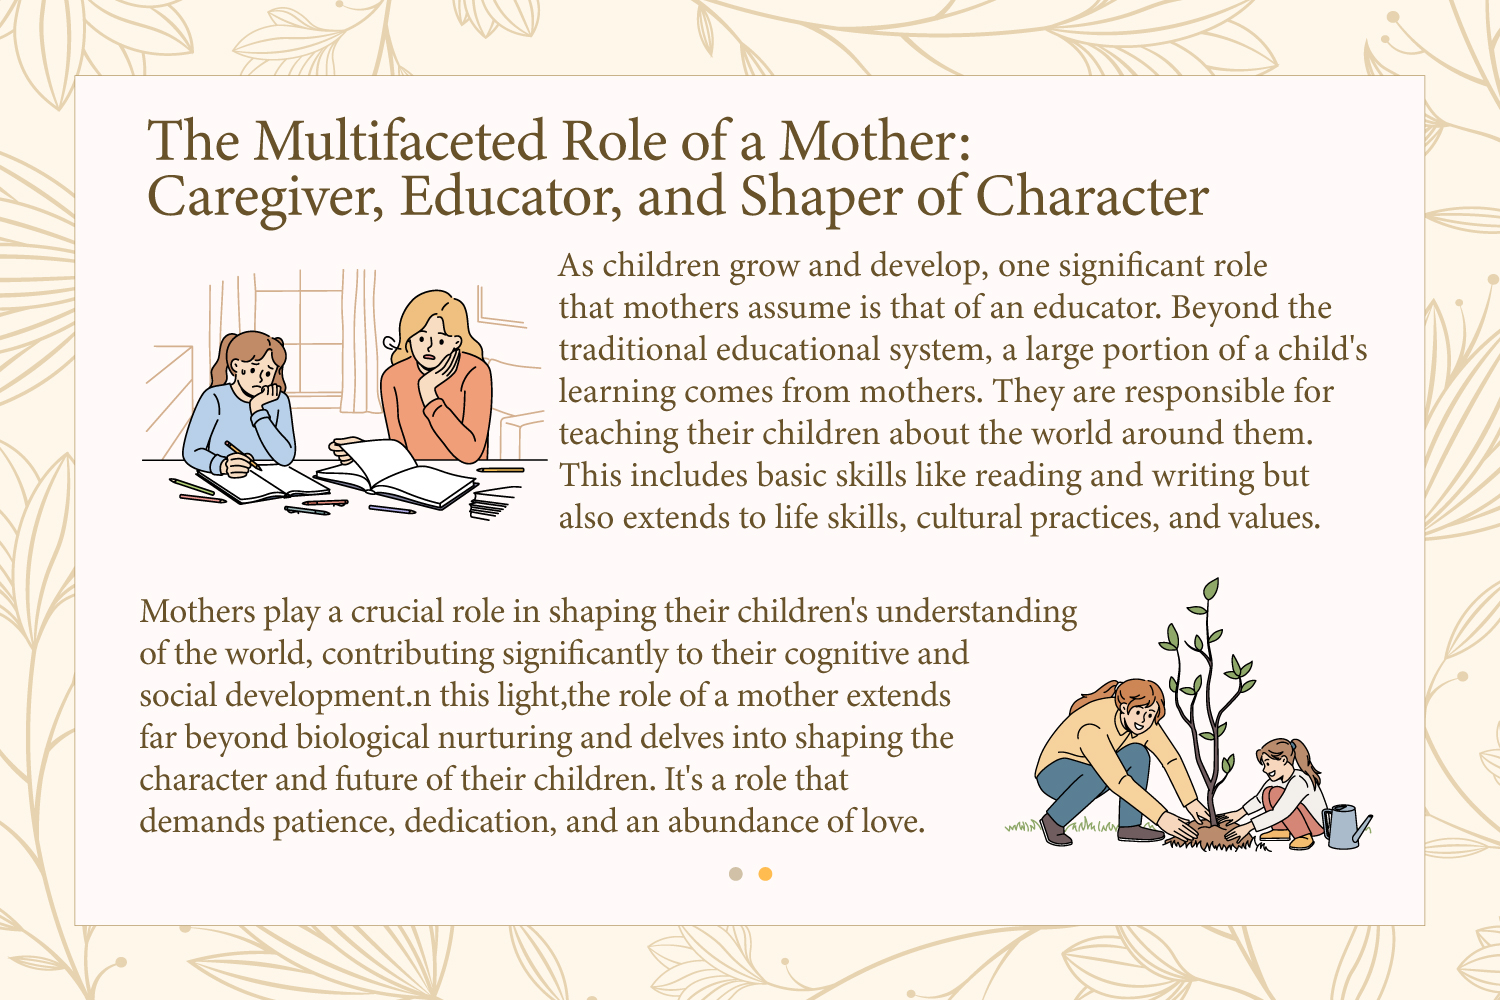 The Multifaceted Role of a Mother:
Caregiver, Educator, and Shaper of Character
As children grow and develop, one significant role
that mothers assume is that of an educator. Beyond the
traditional educational system, a large portion of a child's
learning comes from mothers. They are responsible for
teaching their children about the world around them.
This includes basic skills like reading and writing but
also extends to life skills, cultural practices, and values.
Mothers play a crucial role in shaping their children's understanding
of the world, contributing significantly to their cognitive and
social development.n this light,the role of a mother extends
far beyond biological nurturing and delves into shaping the
character and future of their children. It's a role that
demands patience, dedication, and an abundance of love.